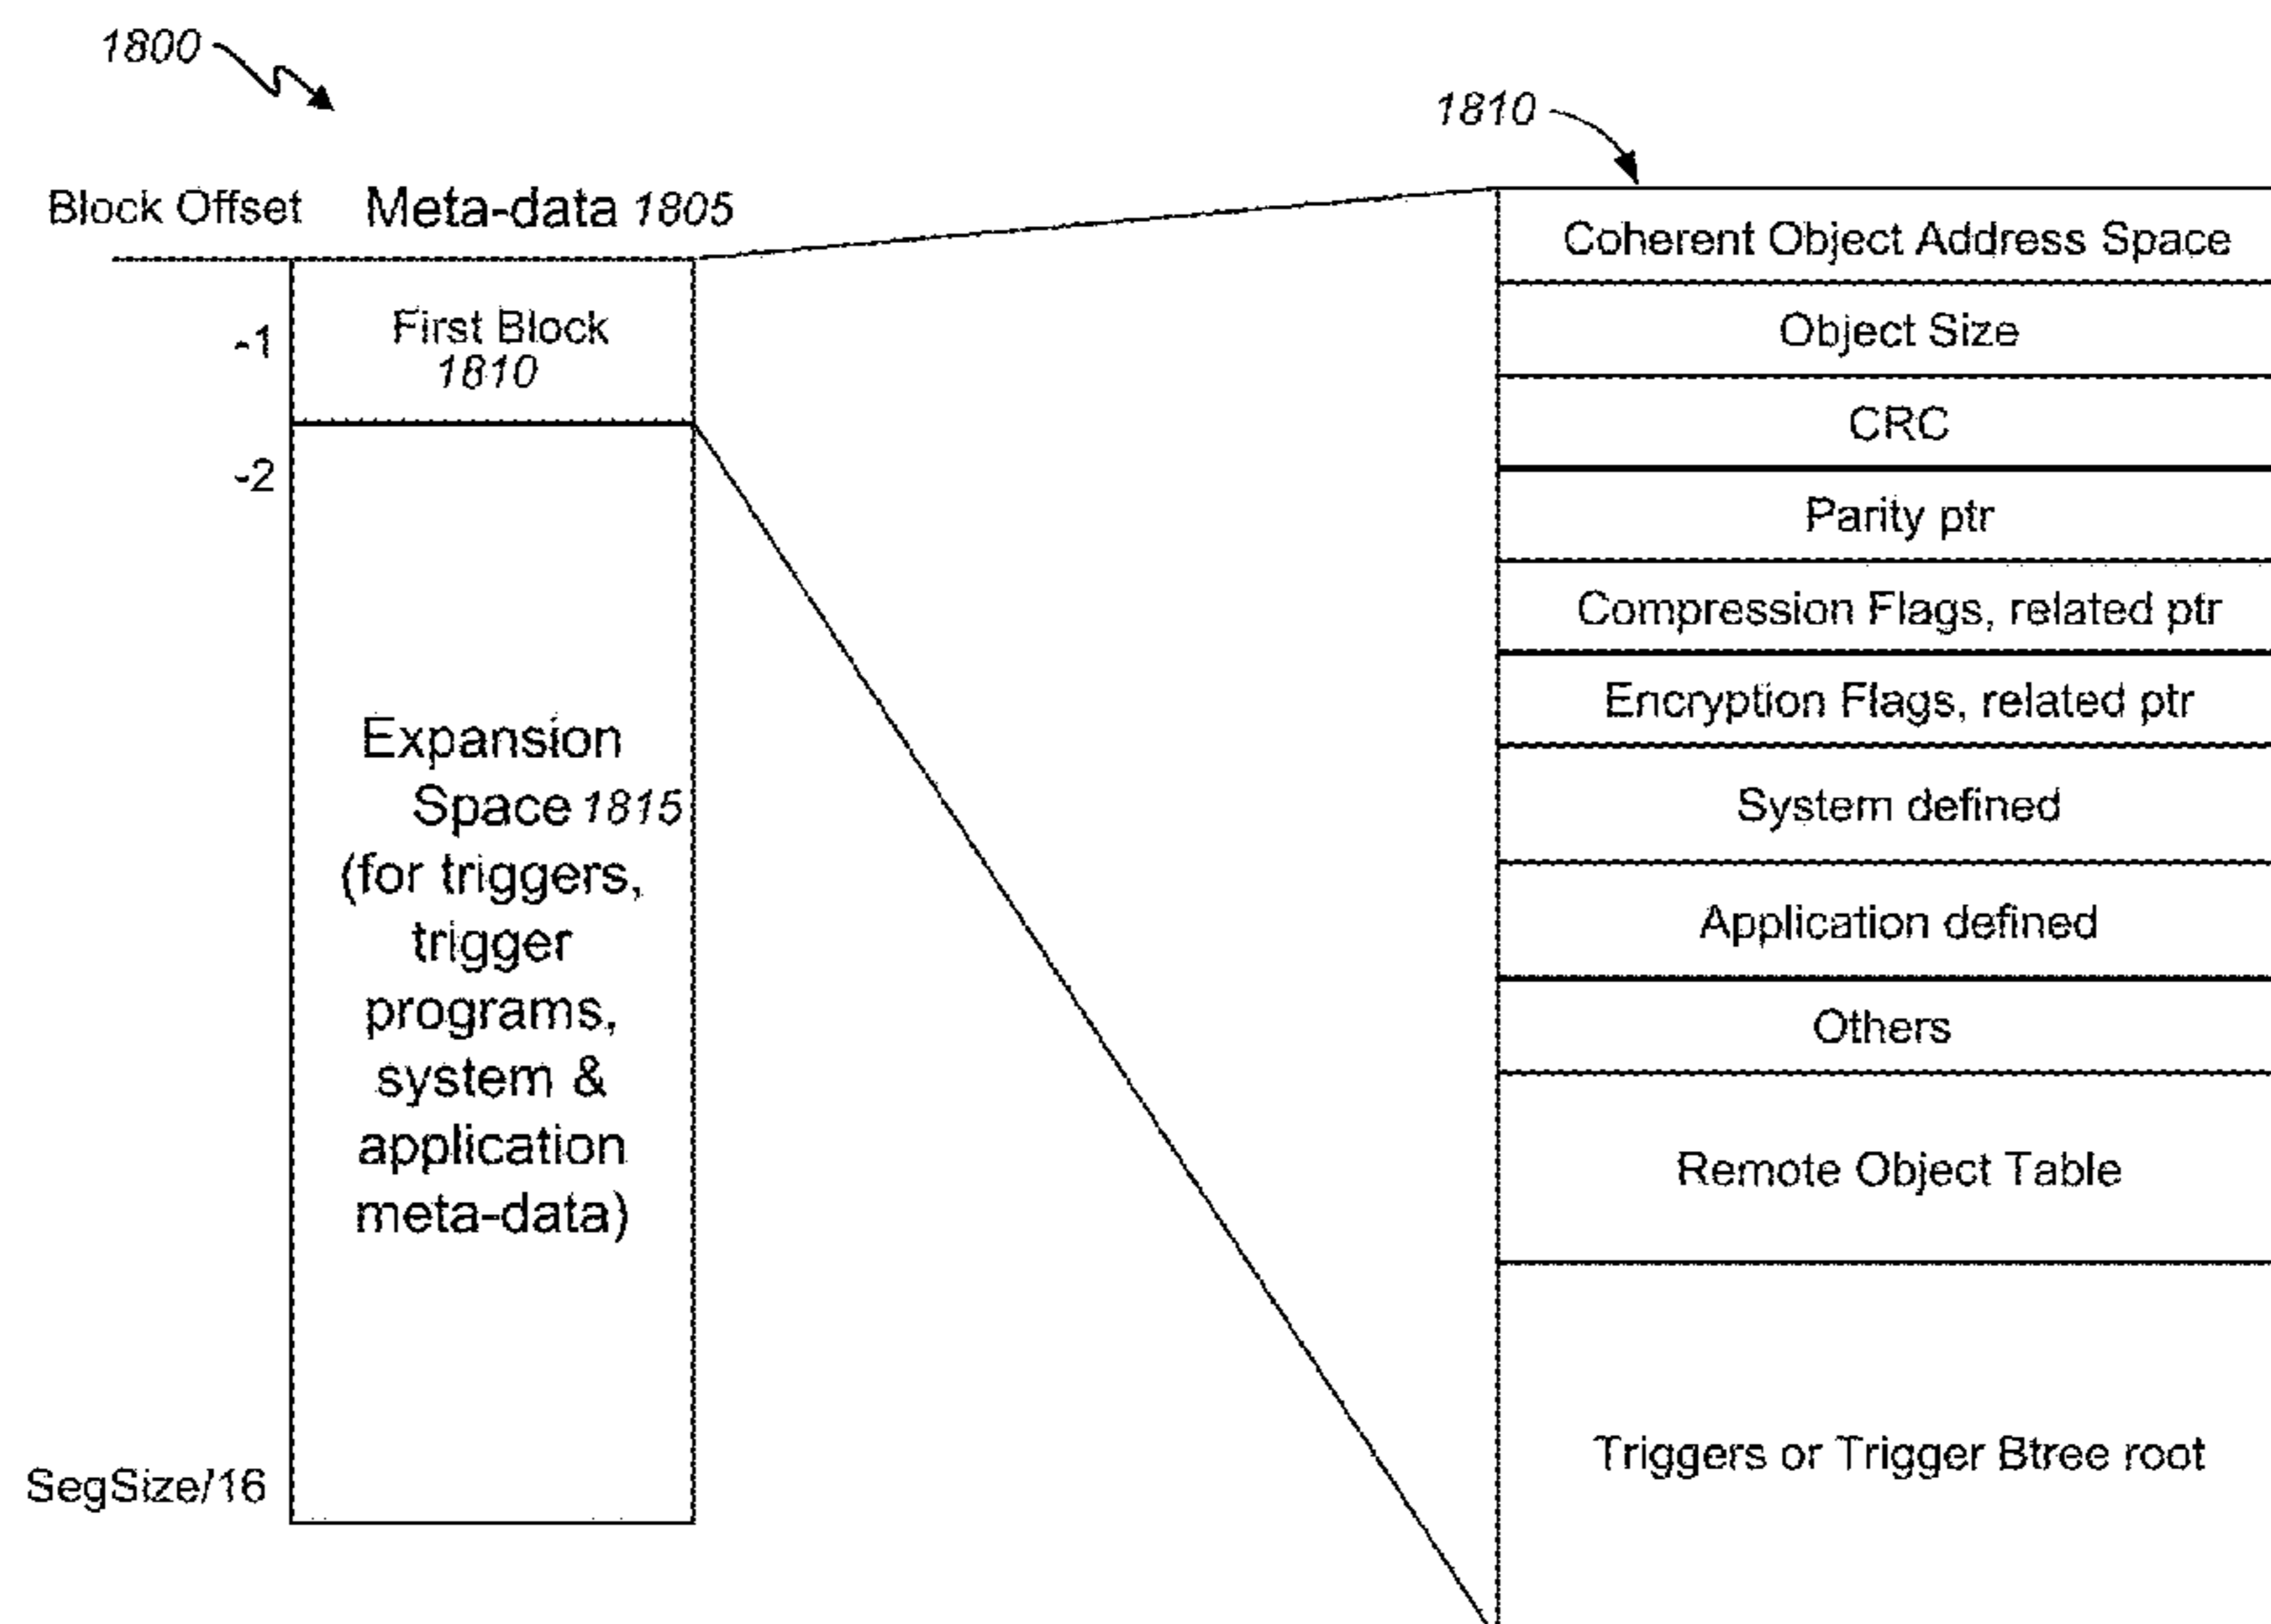 1800
1810
Block Offset
Meta-data 1805
-1
First Block
1810
-2
Expansion
Space 1815
(for triggers,
trigger
programs,
system &
application
meta-data)
SegSize/16
Coherent Object Address Space
Object Size
CRC
Parity ptr
Compression Flags, related ptr
Encryption Flags, related ptr
System defined
Application defined
Others
Remote Object Table
Triggers or Trigger Btree root